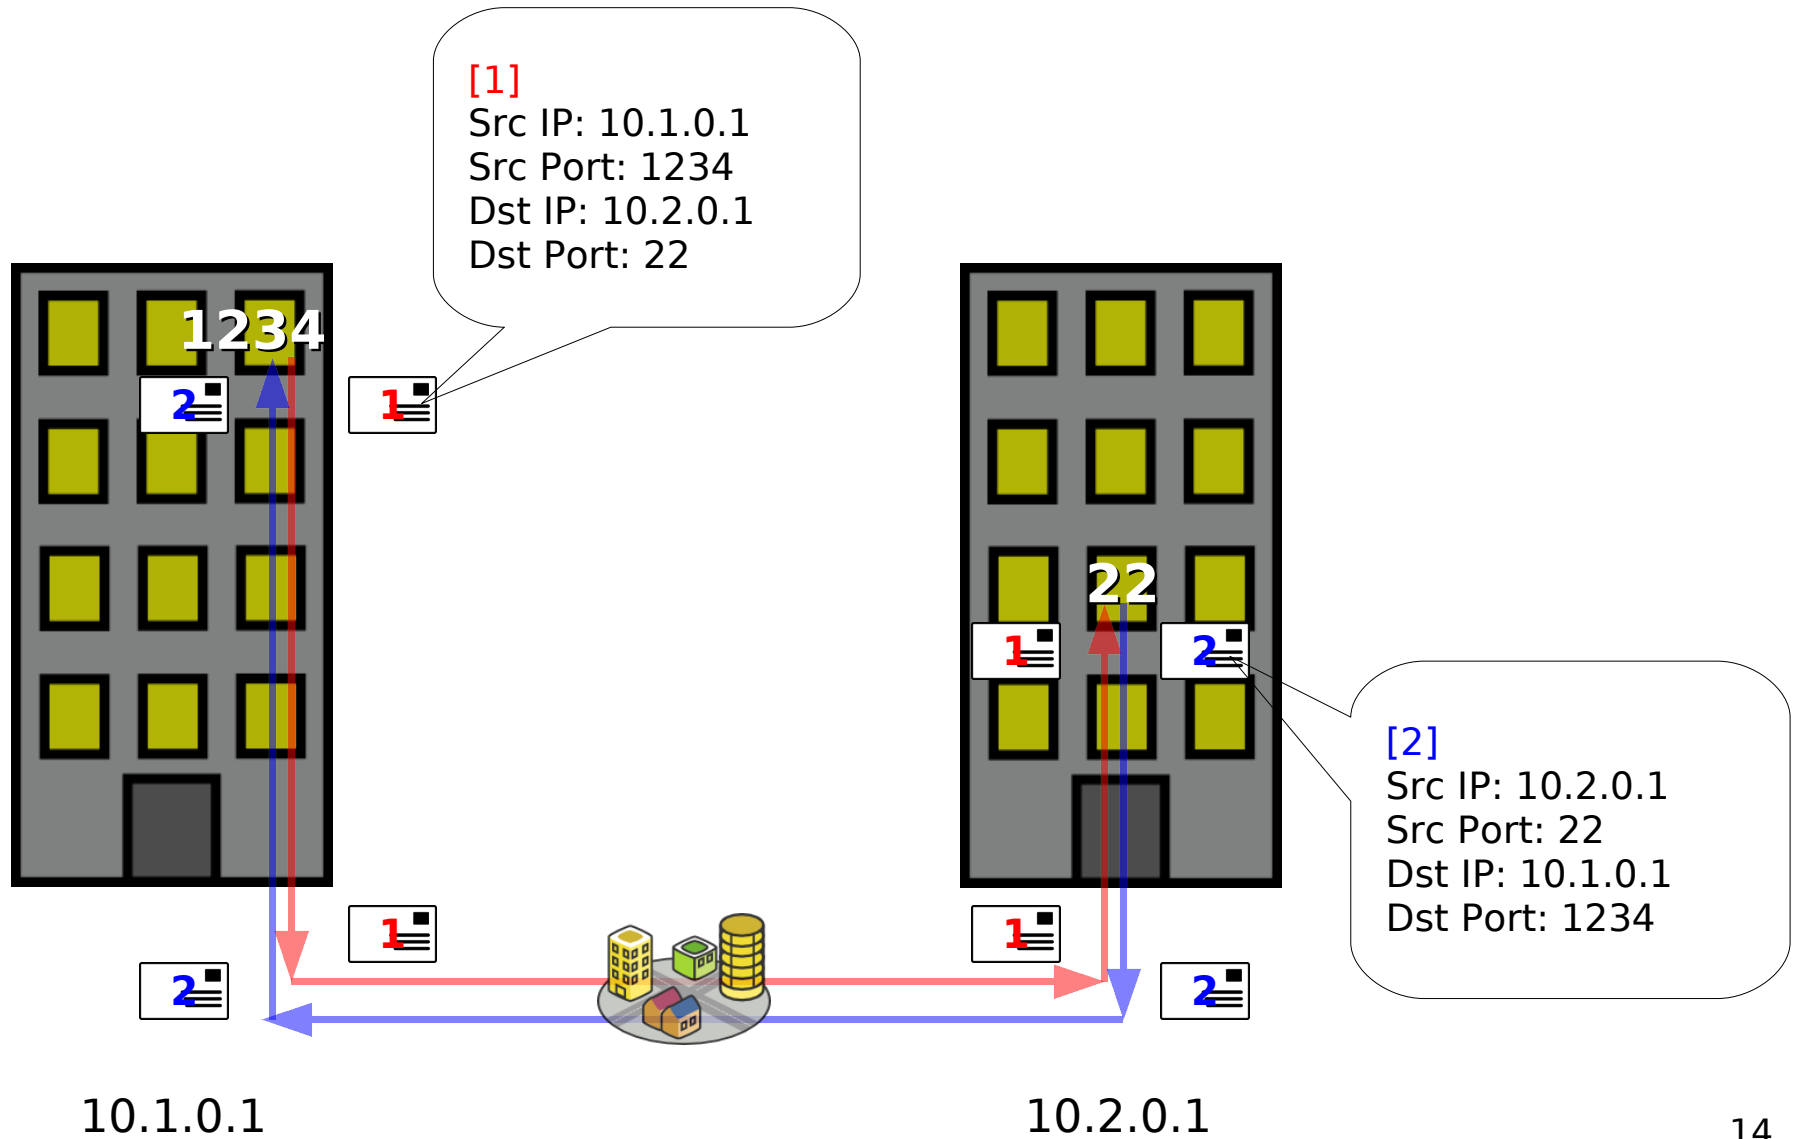 [1]
Src IP: 10.1.0.1
Src Port: 1234
Dst IP: 10.2.0.1
Dst Port: 22
1234
2
1
22
1
2
[2]
Src IP: 10.2.0.1
Src Port: 22
Dst IP: 10.1.0.1
Dst Port: 1234
1
1
2
2
10.1.0.1
10.2.0.1
14